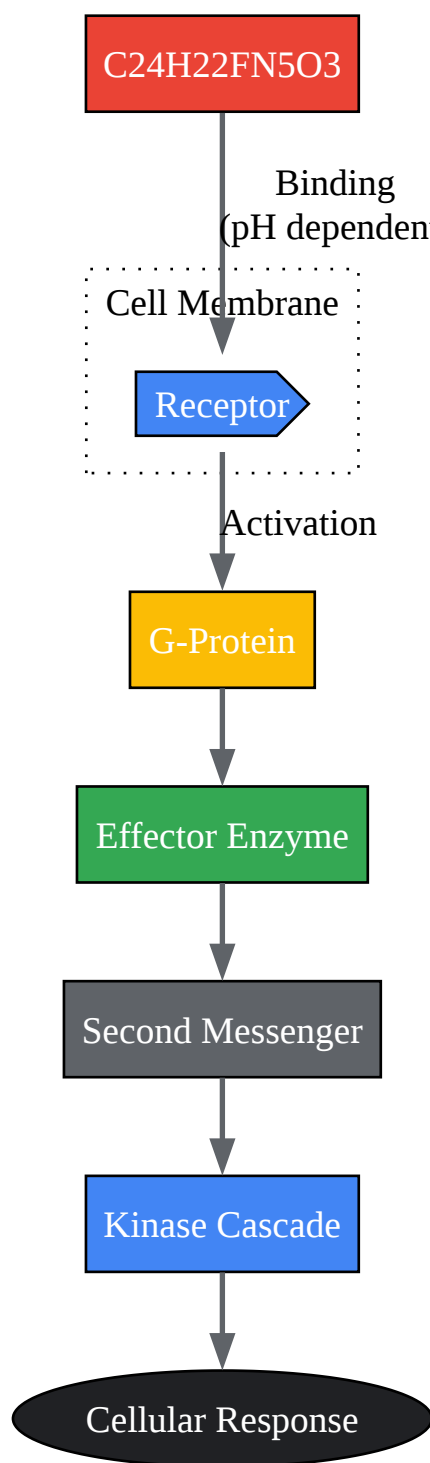 C24H22FN5O3
Binding
(pH dependent
Cell Membrane
Receptor
Activation
G-Protein
Effector Enzyme
Second Messenger
Kinase Cascade
Cellular Response